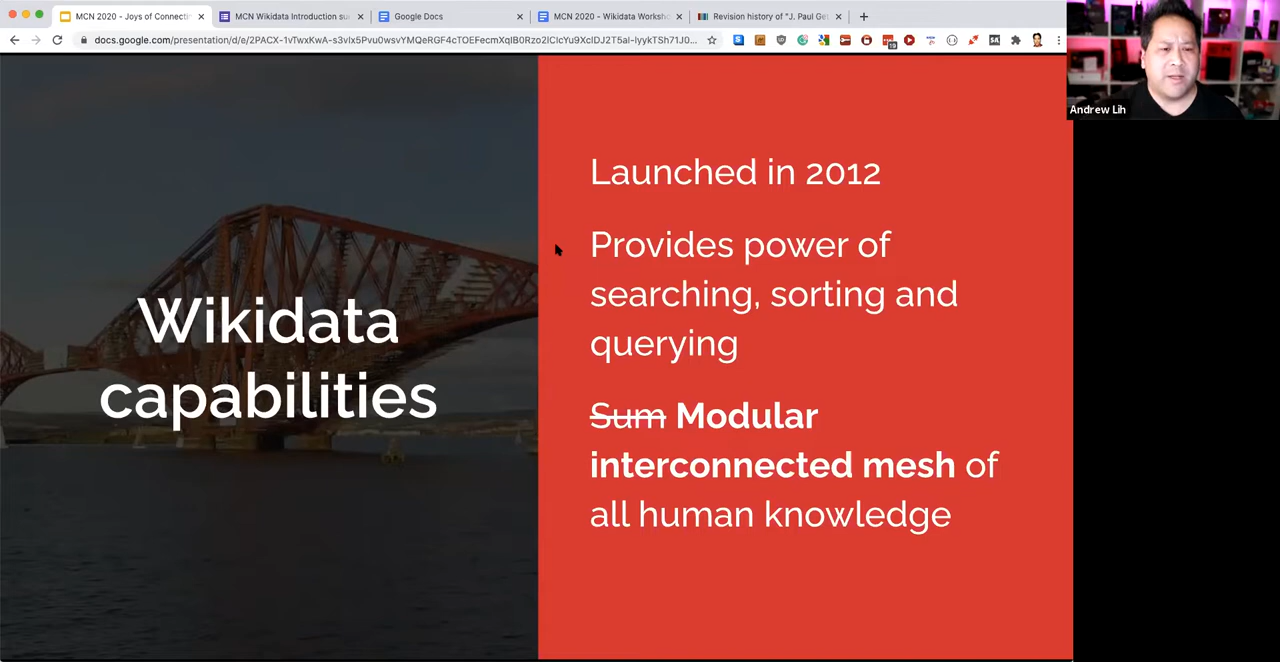 MCN 2020 - Joys of Connecti
MCN Wikidata Introduction su
Google Docs
MCN 2020 - Wikidata Worksho
Revision history of "J. Paul Ge
Andrew Lih
Wikidata
capabilities
Launched in 2012
Provides power of
searching, sorting and
querying
Sum Modular
interconnected mesh of
all human knowledge